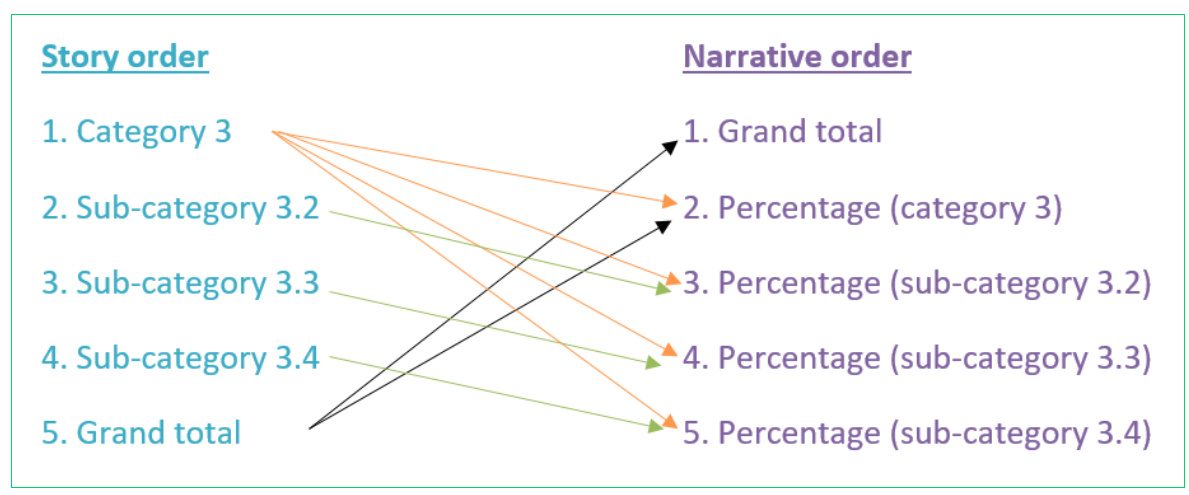 Story order
1. Category 3
2. Sub-category 3.2
3. Sub-category 3.3
4. Sub-category 3.4
5. Grand total
Narrative order
1. Grand total
2. Percentage (category 3)
3. Percentage (sub-category 3.2)
4. Percentage (sub-category 3.3)
5. Percentage (sub-category 3.4)